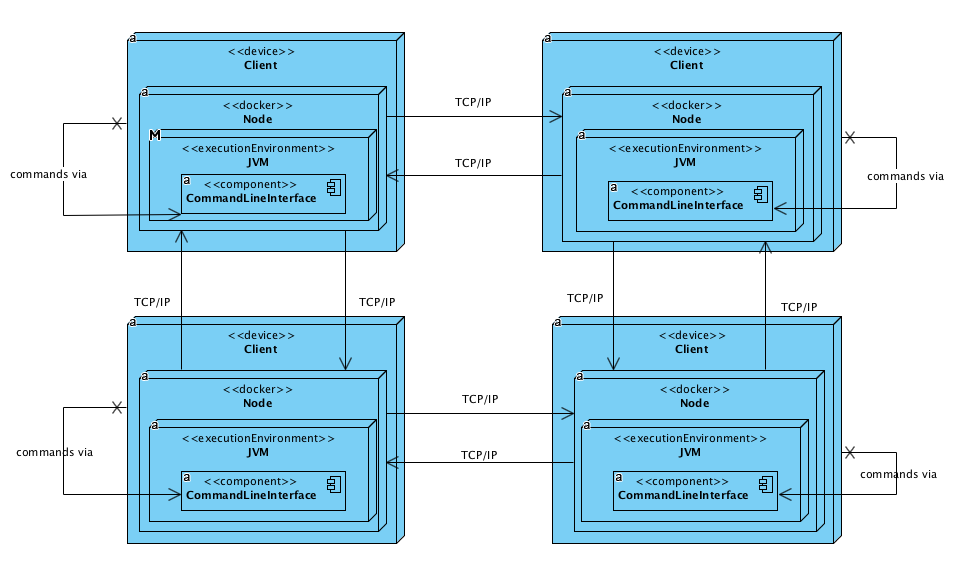 a
<<device>>
Client
a
<<docker>>
Node
M
<<executionEnvironment>>
JVM
a
<<component>>
CommandLineInterface
commands via
TCP/IP
TCP/IP
a
<<device>>
Client
a
<<docker>>
Node
a
<<executionEnvironment>>
JVM
a
<<component>>
CommandLineInterface
commands via
TCP/IP
TCP/IP
TCP/IP
TCP/IP
a
<<device>>
Client
a
<<docker>>
Node
a
<<executionEnvironment>>
JVM
a
<<component>>
CommandLineInterface
commands via
TCP/IP
TCP/IP
a
<<device>>
Client
a
<<docker>>
Node
a
<<executionEnvironment>>
JVM
a
<<component>>
CommandLineInterface
commands via